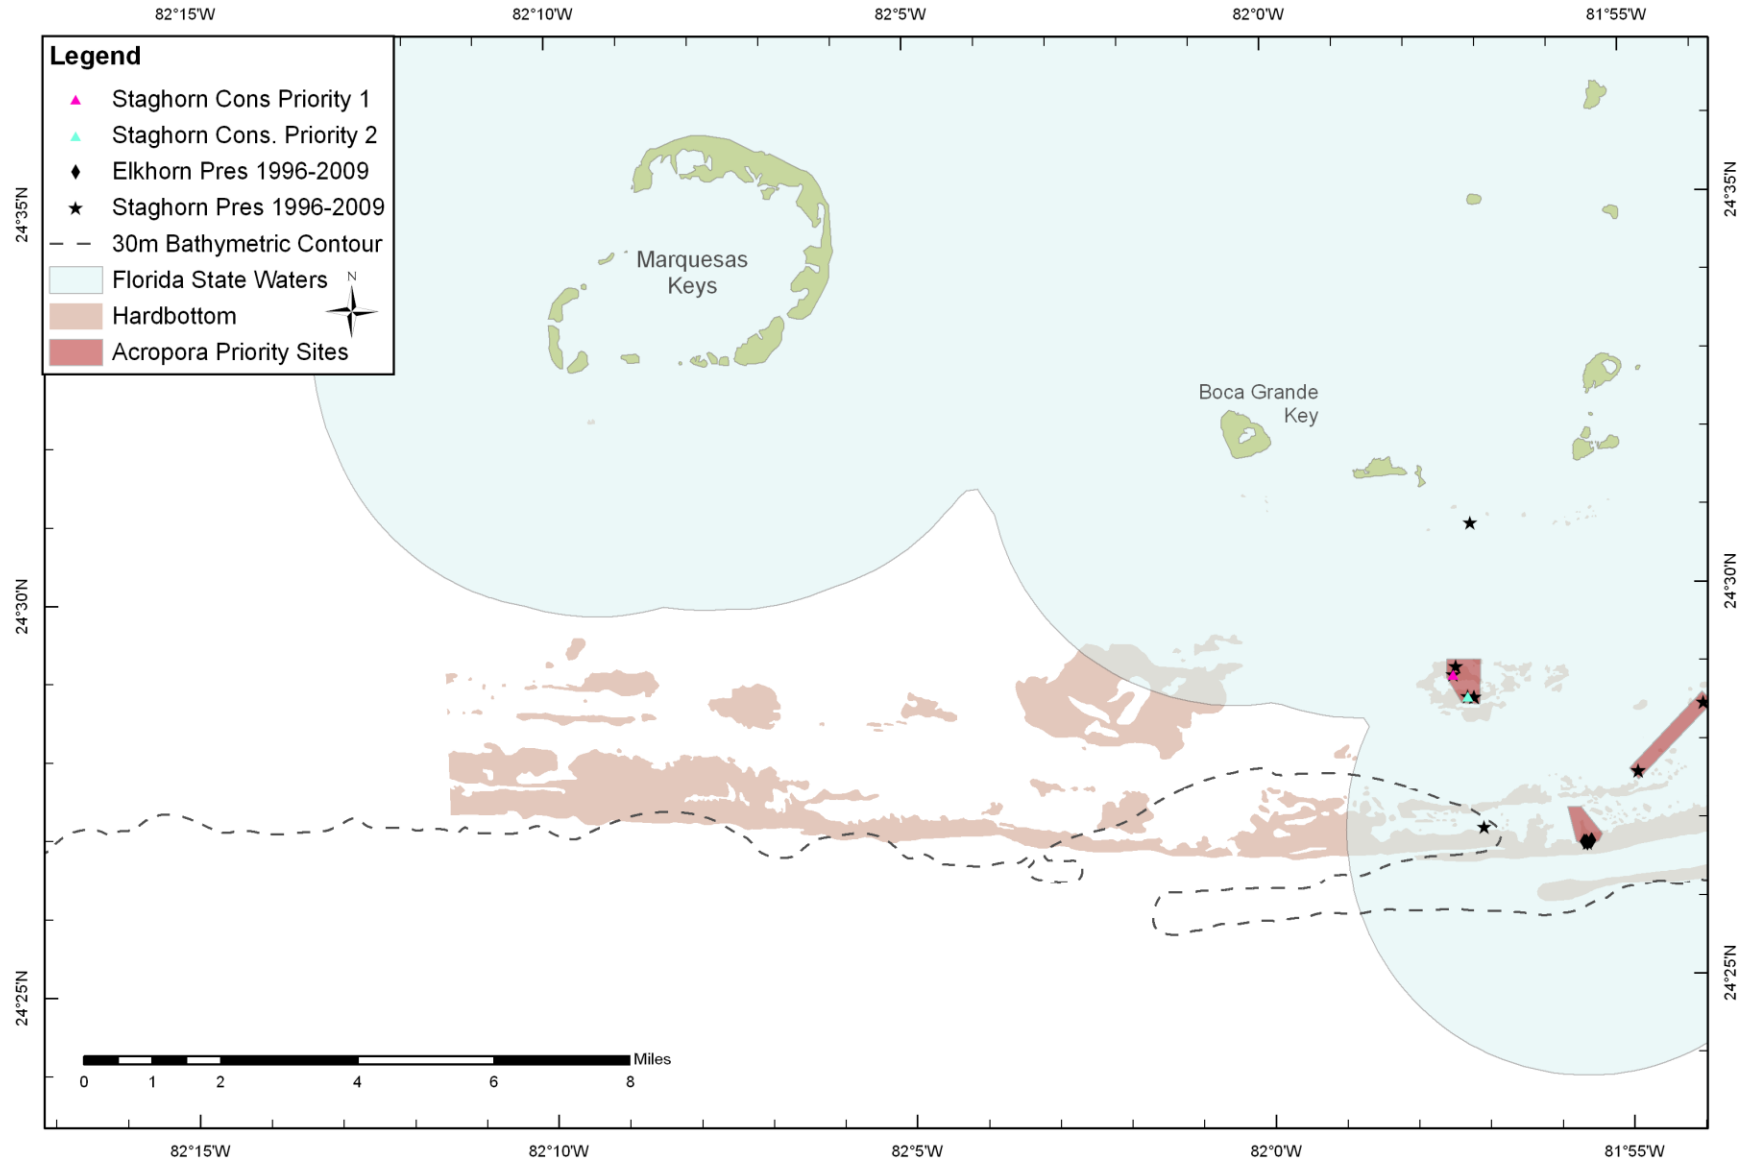 82°15'W 82°10'W 82°5'W 82°0'W 81°55'W
Legend
Staghorn Cons Priority 1
Staghorn Cons. Priority 2
Elkhorn Pres 1996-2009
Staghorn Pres 1996-2009
30m Bathymetric Contour
Florida State Waters
N
Hardbottom
Acropora Priority Sites
24°35'N
24°35'N
Marquesas
Keys
Boca Grande
Key
24°30'N
24°30'N
24°25'N
24°25'N
Miles
0 1 2 4 6 8
82°15'W 82°10'W 82°5'W 82°0'W 81°55'W